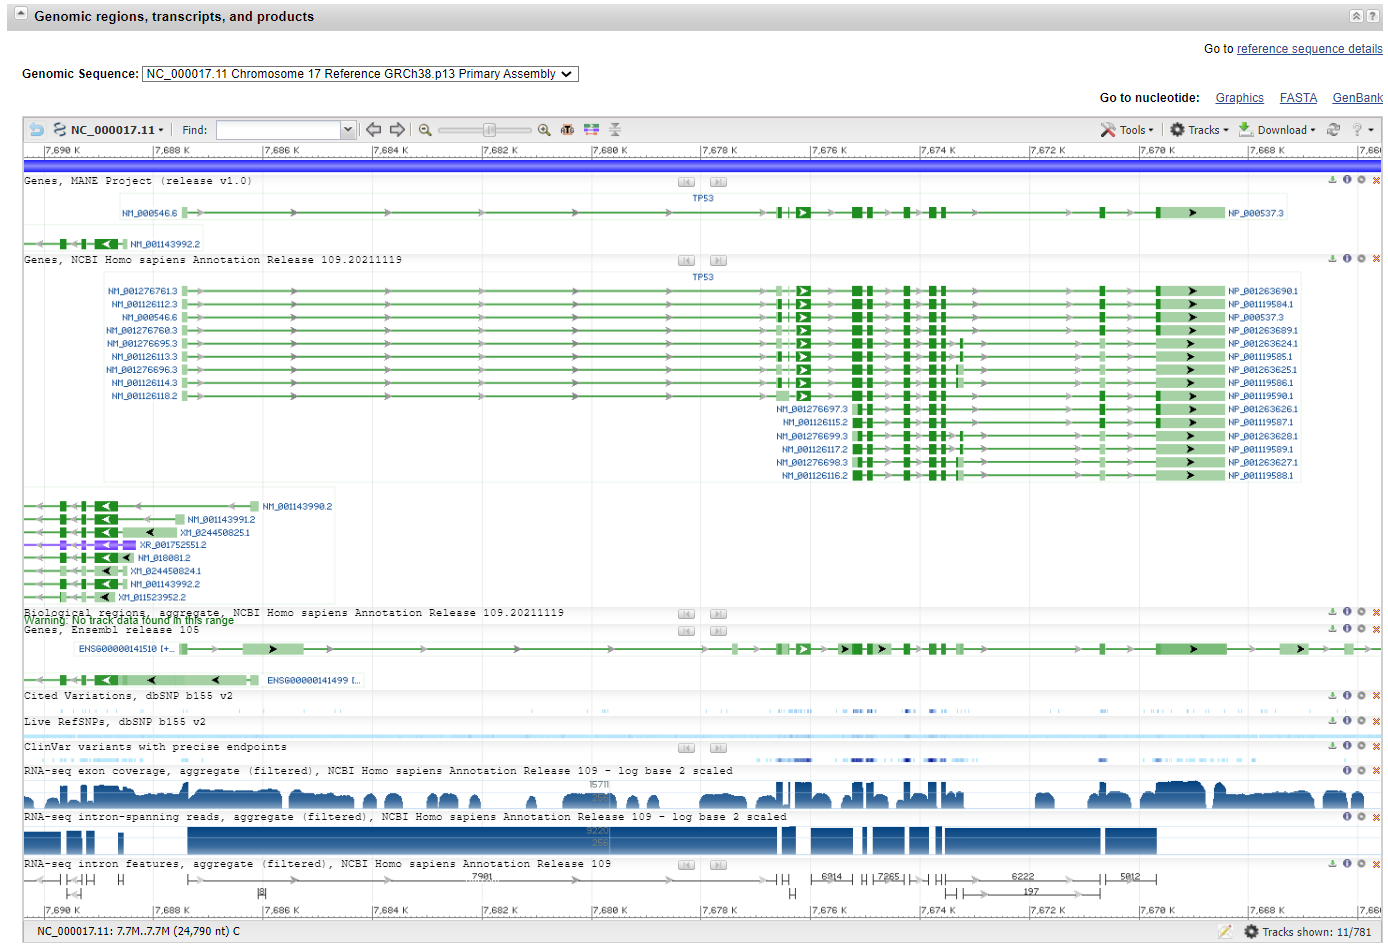 Genomic regions, transcripts, and products
Go to reference sequence details
Genomic Sequence: NC_000017.11 Chromosome 17 Reference GRCh38.p13 Primary Assembly
Go to nucleotide: Graphics FASTA GenBank
NC_000017.11 Find: Tools Tracks Download
7,690 K 7,688 K 7,686 K 7,684 K 7,682 K 7,680 K 7,678 K 7,676 K 7,674 K 7,672 K 7,670 K 7,668 K 7,66
Genes, MANE Project (release v1.0)
TP53
NM_000546.6 NP_000537.3
NM_001143992.2
Genes, NCBI Homo sapiens Annotation Release 109.20211119
TP53
NM_001276761.3 NP_001263690.1
NM_001126112.3 NP_001119584.1
NM_000546.6 NP_000537.3
NM_001276760.3 NP_001263689.1
NM_001276695.3 NP_001263624.1
NM_001126113.3 NP_001119585.1
NM_001276696.3 NP_001263625.1
NM_001126114.3 NP_001119586.1
NM_001126118.2 NP_001119590.1
NM_001276697.3 NP_001263626.1
NM_001126115.2 NP_001119587.1
NM_001276699.3 NP_001263628.1
NM_001126117.2 NP_001119589.1
NM_001276698.3 NP_001263627.1
NM_001126116.2 NP_001119588.1
NM_001143990.2
NM_001143991.2
XM_024450825.1
XR_001752551.2
NM_018081.2
XM_024450824.1
NM_001143992.2
XM_011523952.2
Biological regions, aggregate, NCBI Homo sapiens Annotation Release 109.20211119
Warning: No track data found in this range
Genes, Ensembl release 105
ENSG00000141510 [+...
ENSG00000141499 [...
Cited Variations, dbSNP b155 v2
Live RefSNPs, dbSNP b155 v2
ClinVar variants with precise endpoints
RNA-seq exon coverage, aggregate (filtered), NCBI Homo sapiens Annotation Release 109 - log base 2 scaled
15711
RNA-seq intron-spanning reads, aggregate (filtered), NCBI Homo sapiens Annotation Release 109 - log base 2 scaled
9220
256
RNA-seq intron features, aggregate (filtered), NCBI Homo sapiens Annotation Release 109
7901 6014 7265 6222 5012
8 197
7,690 K 7,688 K 7,686 K 7,684 K 7,682 K 7,680 K 7,678 K 7,676 K 7,674 K 7,672 K 7,670 K 7,668 K 7,66
NC_000017.11: 7.7M..7.7M (24,790 nt) C Tracks shown: 11/781